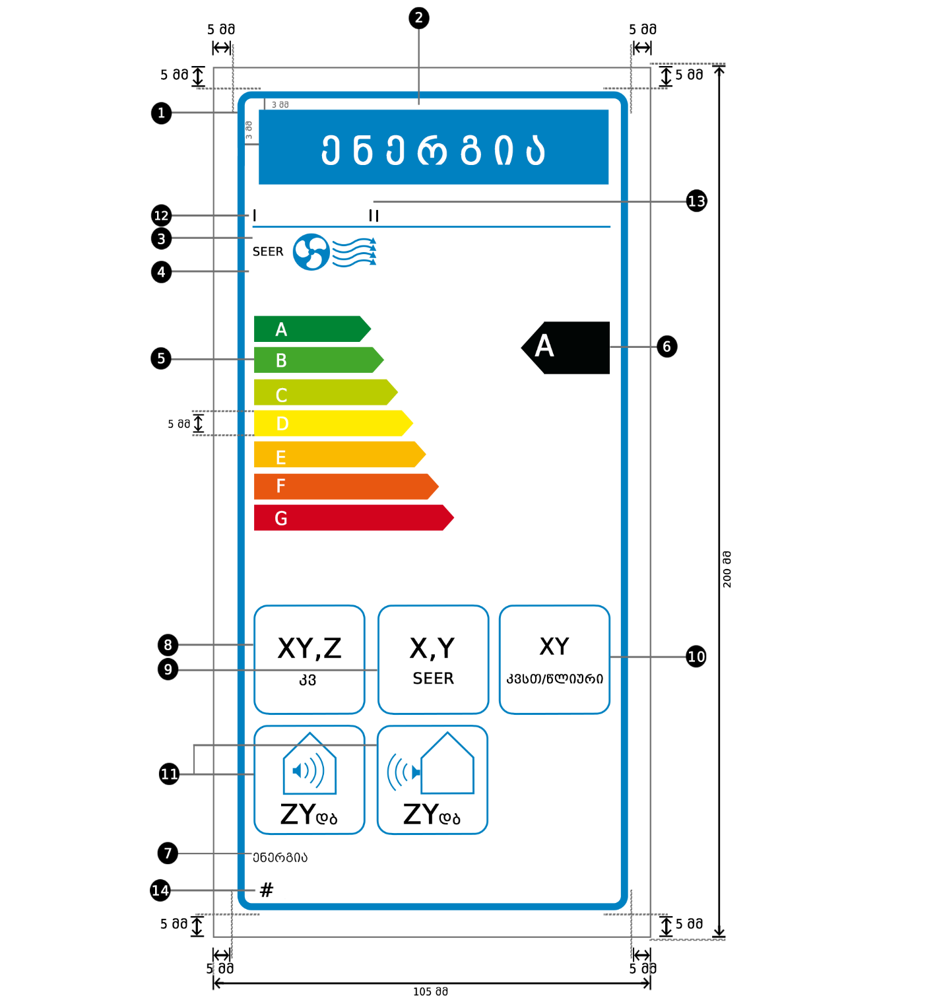 2
5 მმ
5 მმ
5 მმ
5 მმ
1
3 მმ
3 მმ
ენერგია
13
12
I
II
3
SEER
4
A
A
6
5
B
C
5 მმ
D
E
F
G
200 მმ
8
XY,Z
X,Y
XY
10
9
კვ
SEER
კვსთ/წლიური
11
ZYდბ
ZYდბ
7
ენერგია
14
#
5 მმ
5 მმ
5 მმ
5 მმ
105 მმ